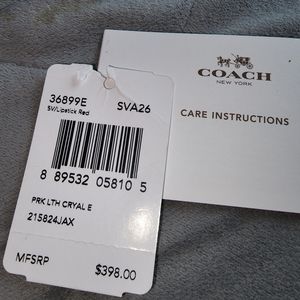 36899E SVA26
SV/Lipstick Red
8 89532 05810 5
PRK LTH CRYAL E
215824JAX
MFSRP $398.00
COACH
NEW YORK
CARE INSTRUCTIONS